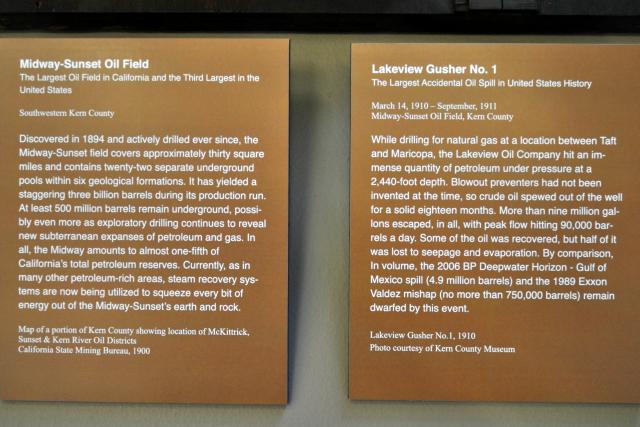 Midway-Sunset Oil Field
The Largest Oil Field in California and the Third Largest in the
United States
Southwestern Kern County
Discovered in 1894 and actively drilled ever since, the
Midway-Sunset field covers approximately thirty square
miles and contains twenty-two separate underground
pools within six geological formations. It has yielded a
staggering three billion barrels during its production run.
At least 500 million barrels remain underground, possi-
bly even more as exploratory drilling continues to reveal
new subterranean expanses of petroleum and gas. In
all, the Midway amounts to almost one-fifth of
California's total petroleum reserves. Currently, as in
many other petroleum-rich areas, steam recovery sys-
tems are now being utilized to squeeze every bit of
energy out of the Midway-Sunset's earth and rock.
Map of a portion of Kern County showing location of McKittrick,
Sunset & Kern River Oil Districts
California State Mining Bureau, 1900
Lakeview Gusher No. 1
The Largest Accidental Oil Spill in United States History
March 14, 1910 – September, 1911
Midway-Sunset Oil Field, Kern County
While drilling for natural gas at a location between Taft
and Maricopa, the Lakeview Oil Company hit an im-
mense quantity of petroleum under pressure at a
2,440-foot depth. Blowout preventers had not been
invented at the time, so crude oil spewed out of the well
for a solid eighteen months. More than nine million gal-
lons escaped, in all, with peak flow hitting 90,000 bar-
rels a day. Some of the oil was recovered, but half of it
was lost to seepage and evaporation. By comparison,
In volume, the 2006 BP Deepwater Horizon - Gulf of
Mexico spill (4.9 million barrels) and the 1989 Exxon
Valdez mishap (no more than 750,000 barrels) remain
dwarfed by this event.
Lakeview Gusher No.1, 1910
Photo courtesy of Kern County Museum